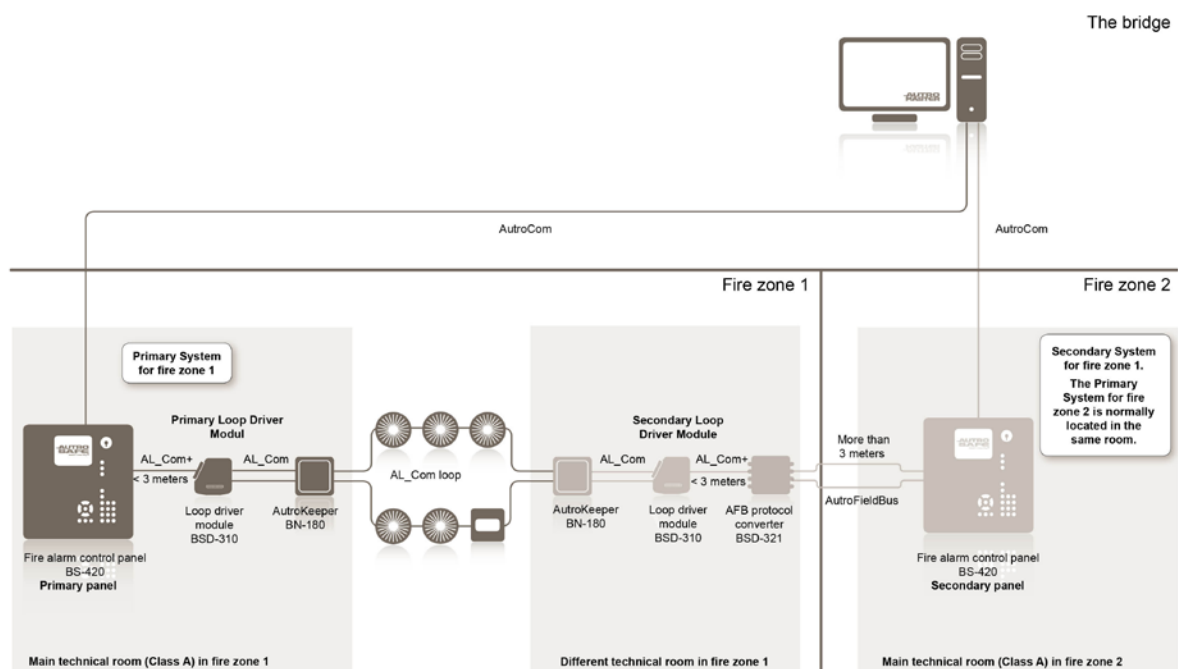 The bridge
AUTRO
MASTER
AutroCom
AutroCom
Fire zone 1
Fire zone 2
Primary System
for fire zone 1
Secondary System
for fire zone 1.
The Primary
System for fire
zone 2 is normally
located in the
same room.
Primary Loop Driver
Modul
Secondary Loop
Driver Module
AUTRO
SAFE
AL_Com+
< 3 meters
AL_Com
AL_Com loop
AL_Com
AL_Com+
< 3 meters
More than
3 meters
AutroFieldBus
AUTRO
SAFE
Loop driver
module
BSD-310
AutroKeeper
BN-180
AutroKeeper
BN-180
Loop driver
module
BSD-310
AFB protocol
converter
BSD-321
Fire alarm control panel
BS-420
Primary panel
Fire alarm control panel
BS-420
Secondary panel
Main technical room (Class A) in fire zone 1
Different technical room in fire zone 1
Main technical room (Class A) in fire zone 2